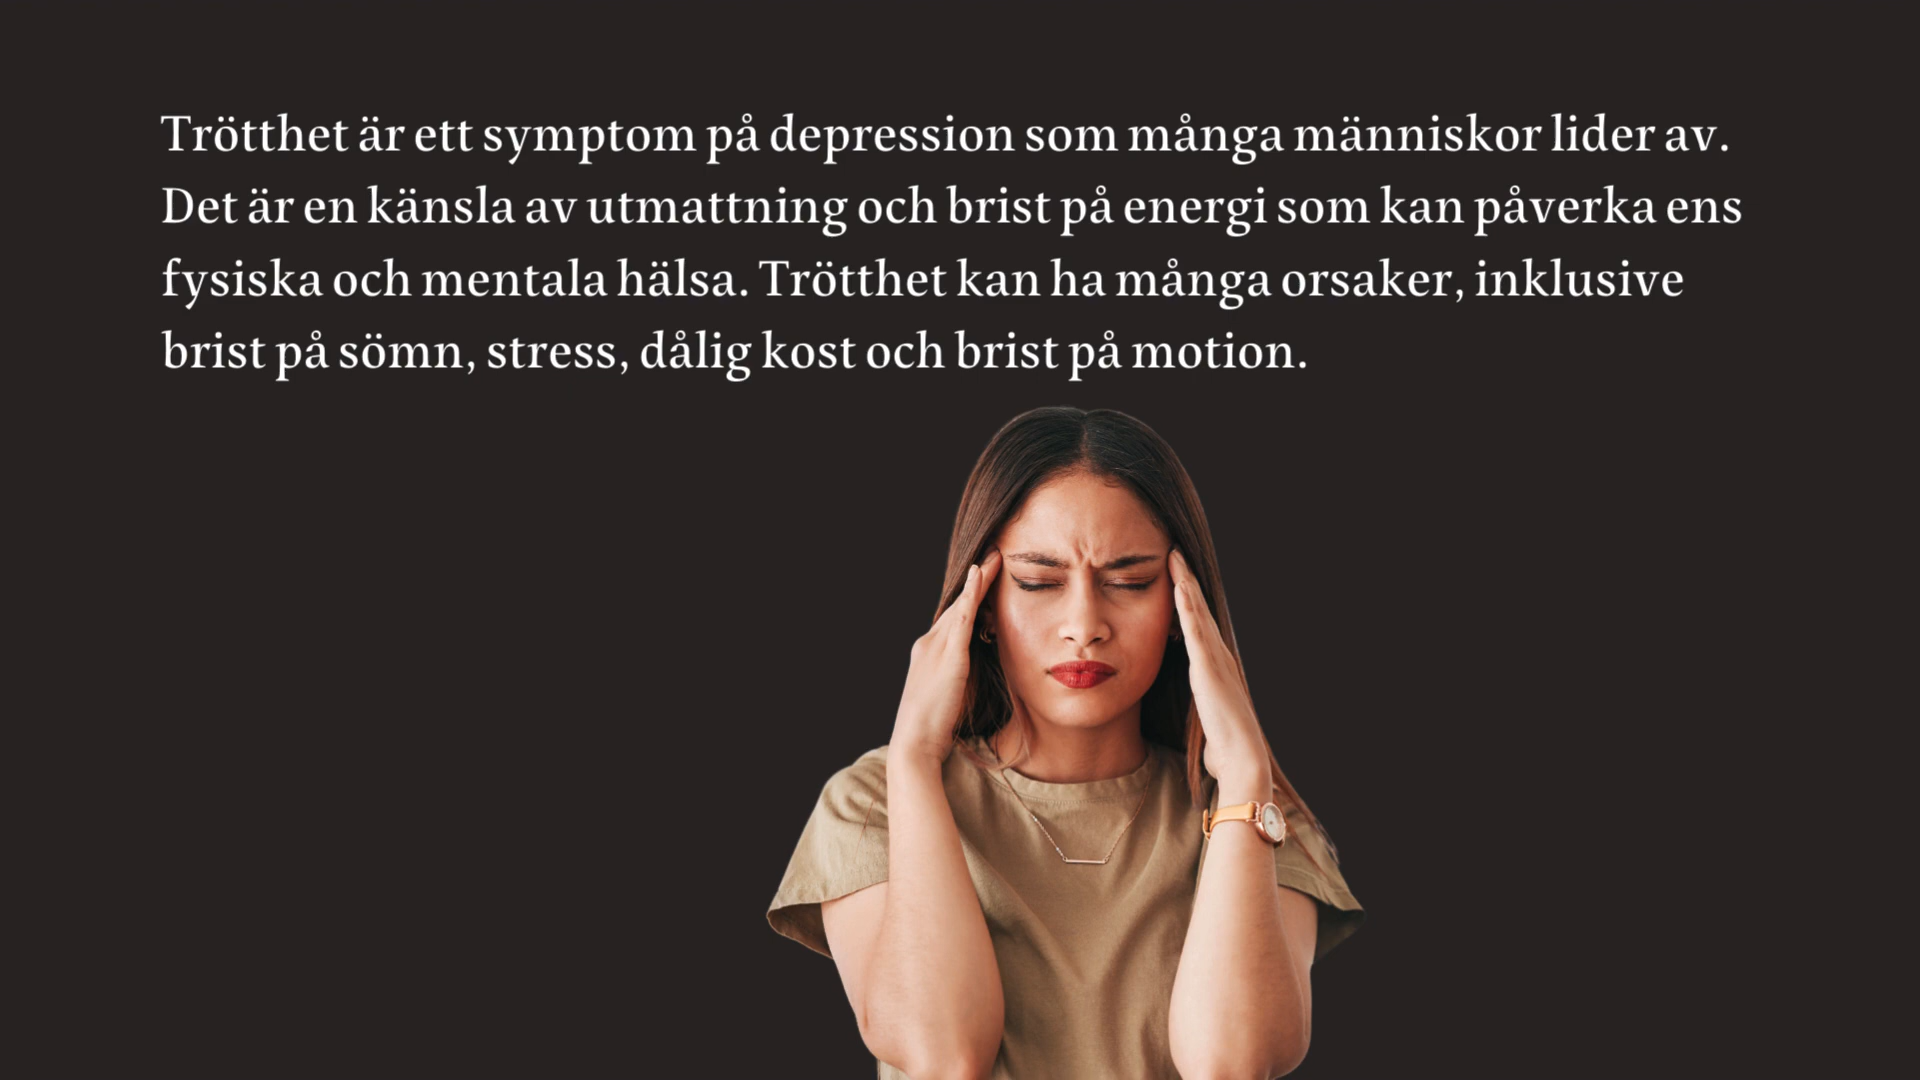 Trötthet är ett symptom på depression som många människor lider av.
Det är en känsla av utmattning och brist på energi som kan påverka ens
fysiska och mentala hälsa. Trötthet kan ha många orsaker, inklusive
brist på sömn, stress, dålig kost och brist på motion.